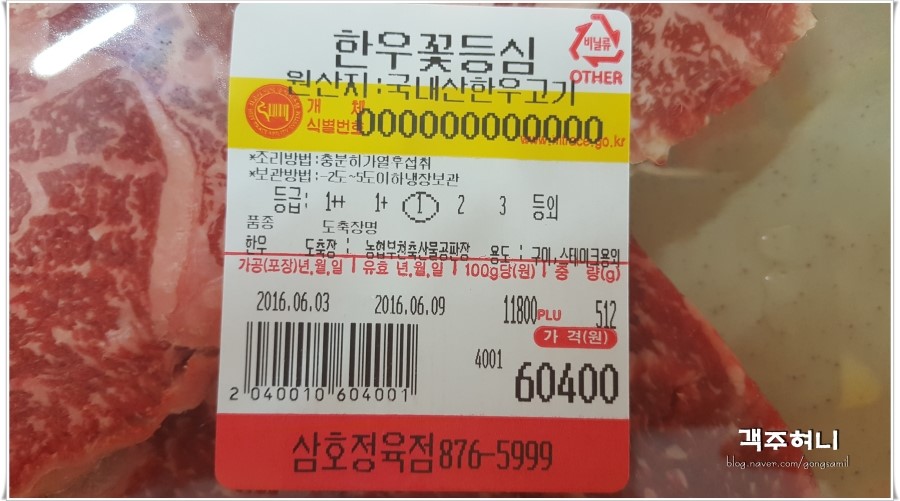 한우꽃등심
비닐류
OTHER
원산지:국내산한우고기
개체
식별번호 000000000000
www.mtrace.go.kr
*조리방법:충분히가열후섭취
*보관방법:-2도~5도이하냉장보관
등급: 1++ 1+ 1 2 3 등외
품종 도축장명
한우 도축장 : 농협부천축산물공판장 용도 : 구이,스테이크용외
가공(포장)년.월.일 유효 년.월.일 100g당(원) 중 량(g)
2016.06.03 2016.06.09 11800 PLU 512
가 격(원)
4001 60400
2 040010 604001
삼호정육점876-5999
객주허니
blog.naver.com/gongsamil